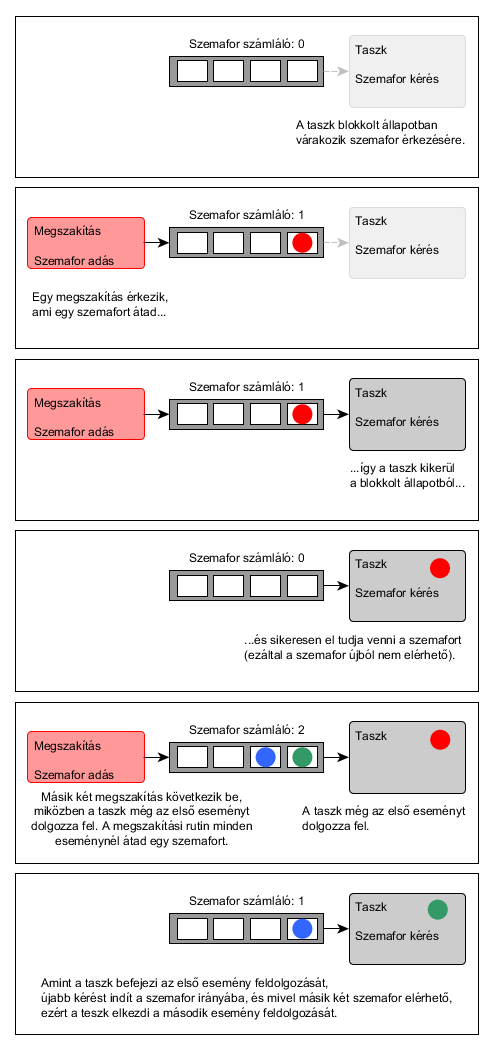 Szemafor számláló: 0
Taszk
Szemafor kérés
A taszk blokkolt állapotban
várakozik szemafor érkezésére.
Szemafor számláló: 1
Megszakítás
Szemafor adás
Taszk
Szemafor kérés
Egy megszakítás érkezik,
ami egy szemafort átad...
Szemafor számláló: 1
Megszakítás
Szemafor adás
Taszk
Szemafor kérés
...így a taszk kikerül
a blokkolt állapotból...
Szemafor számláló: 0
Taszk
Szemafor kérés
...és sikeresen el tudja venni a szemafort
(ezáltal a szemafor újból nem elérhető).
Szemafor számláló: 2
Megszakítás
Szemafor adás
Taszk
Másik két megszakítás következik be,
miközben a taszk még az első eseményt
dolgozza fel. A megszakítási rutin minden
eseménynél átad egy szemafort.
A taszk még az első eseményt
dolgozza fel.
Szemafor számláló: 1
Taszk
Szemafor kérés
Amint a taszk befejezi az első esemény feldolgozását,
újabb kérést indít a szemafor irányába, és mivel másik két szemafor elérhető,
ezért a teszk elkezdi a második esemény feldolgozását.